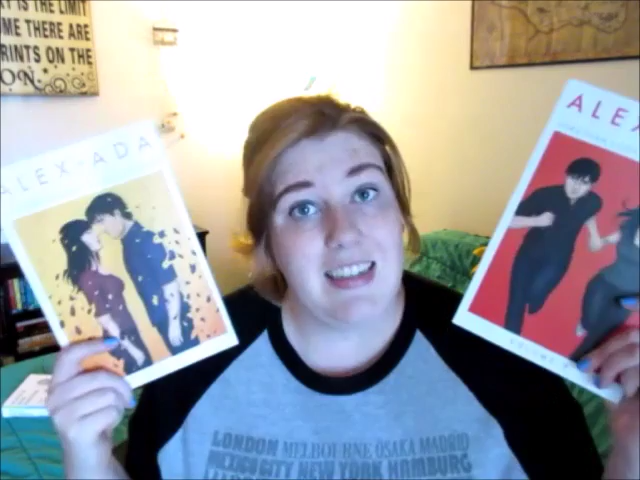 IS THE LIMIT
ME THERE ARE
RINTS ON THE
ON
ALEX+ADA
ALEX
LONDON MELBOURNE OSAKA MADRID
MEXICO CITY NEW YORK HAMBURG